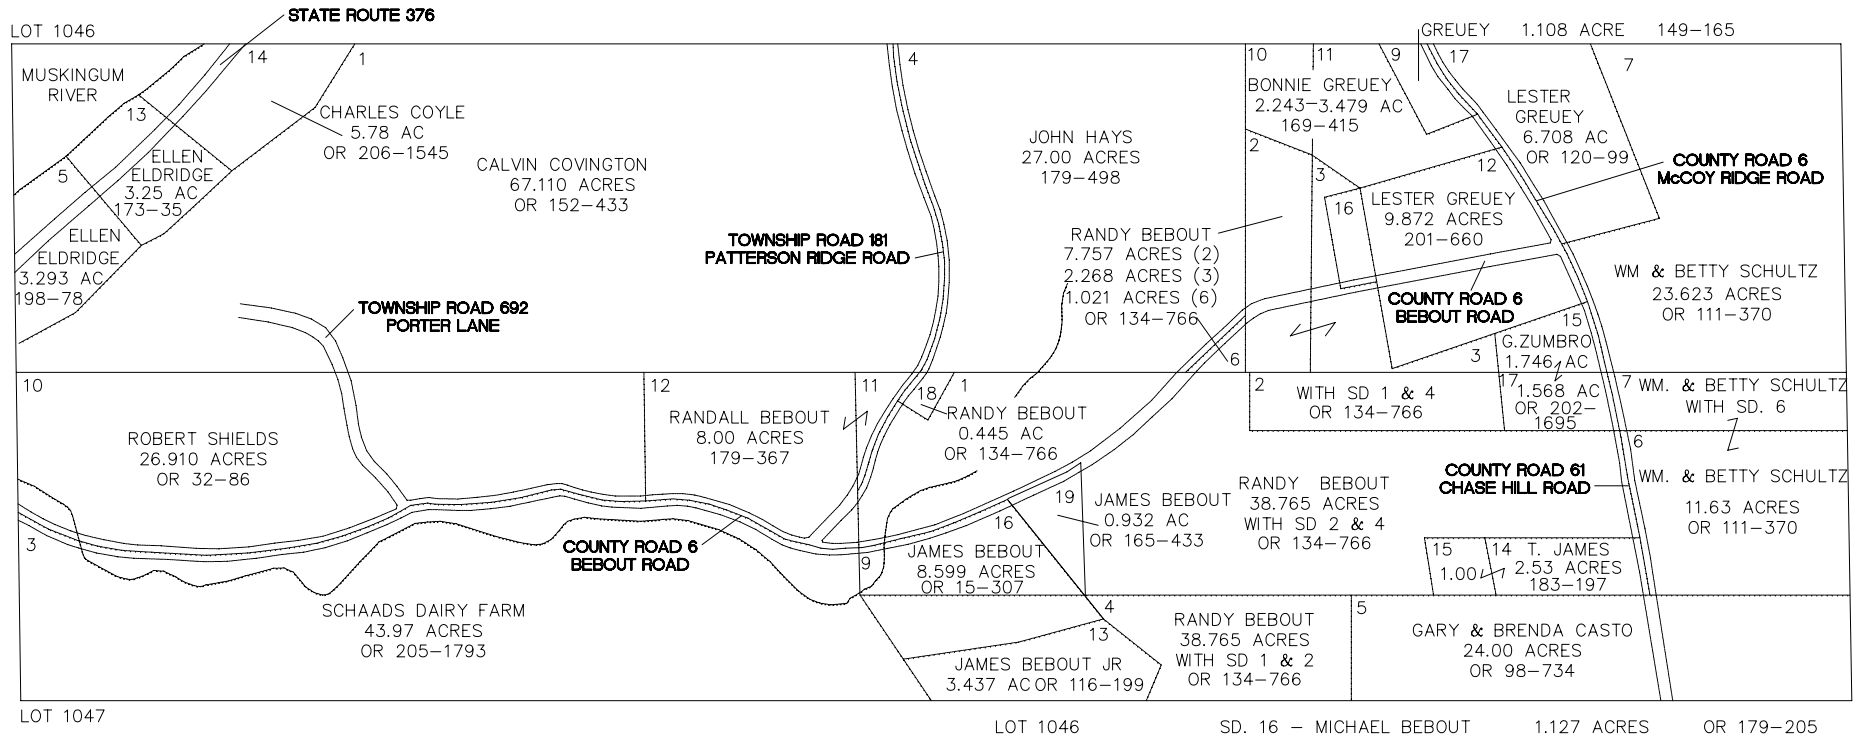 STATE ROUTE 376
LOT 1046
GREUEY 1.108 ACRE 149-165
14
1
4
10
11
9
17
7
MUSKINGUM
RIVER
13
CHARLES COYLE
5.78 AC
OR 206-1545
5
ELLEN
ELDRIDGE
3.25 AC
173-35
ELLEN
ELDRIDGE
3.293 AC
198-78
CALVIN COVINGTON
67.110 ACRES
OR 152-433
TOWNSHIP ROAD 181
PATTERSON RIDGE ROAD
TOWNSHIP ROAD 692
PORTER LANE
JOHN HAYS
27.00 ACRES
179-498
BONNIE GREUEY
2.243-3.479 AC
169-415
2
3
LESTER
GREUEY
6.708 AC
OR 120-99
COUNTY ROAD 6
McCOY RIDGE ROAD
12
16
LESTER GREUEY
9.872 ACRES
201-660
RANDY BEBOUT
7.757 ACRES (2)
2.268 ACRES (3)
1.021 ACRES (6)
OR 134-766
6
COUNTY ROAD 6
BEBOUT ROAD
WM & BETTY SCHULTZ
23.623 ACRES
OR 111-370
15
3
G.ZUMBRO
1.746 AC
10
12
11
18
1
2
17
7
ROBERT SHIELDS
26.910 ACRES
OR 32-86
RANDALL BEBOUT
8.00 ACRES
179-367
RANDY BEBOUT
0.445 AC
OR 134-766
WITH SD 1 & 4
OR 134-766
1.568 AC
OR 202-
1695
WM. & BETTY SCHULTZ
WITH SD. 6
6
COUNTY ROAD 61
CHASE HILL ROAD
WM. & BETTY SCHULTZ
11.63 ACRES
OR 111-370
RANDY BEBOUT
38.765 ACRES
WITH SD 2 & 4
OR 134-766
19
JAMES BEBOUT
0.932 AC
OR 165-433
16
JAMES BEBOUT
8.599 ACRES
OR 15-307
3
9
COUNTY ROAD 6
BEBOUT ROAD
15
1.00
14
T. JAMES
2.53 ACRES
183-197
SCHAADS DAIRY FARM
43.97 ACRES
OR 205-1793
4
13
RANDY BEBOUT
38.765 ACRES
WITH SD 1 & 2
OR 134-766
5
GARY & BRENDA CASTO
24.00 ACRES
OR 98-734
JAMES BEBOUT JR
3.437 AC OR 116-199
LOT 1047
LOT 1046
SD. 16 - MICHAEL BEBOUT 1.127 ACRES OR 179-205